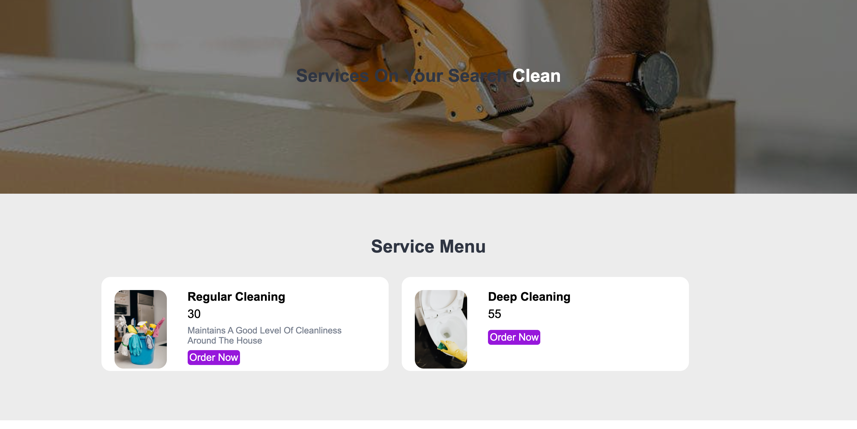 Services On Your Search Clean
Service Menu
Regular Cleaning
30
Maintains A Good Level Of Cleanliness
Around The House
Order Now
Deep Cleaning
55
Order Now